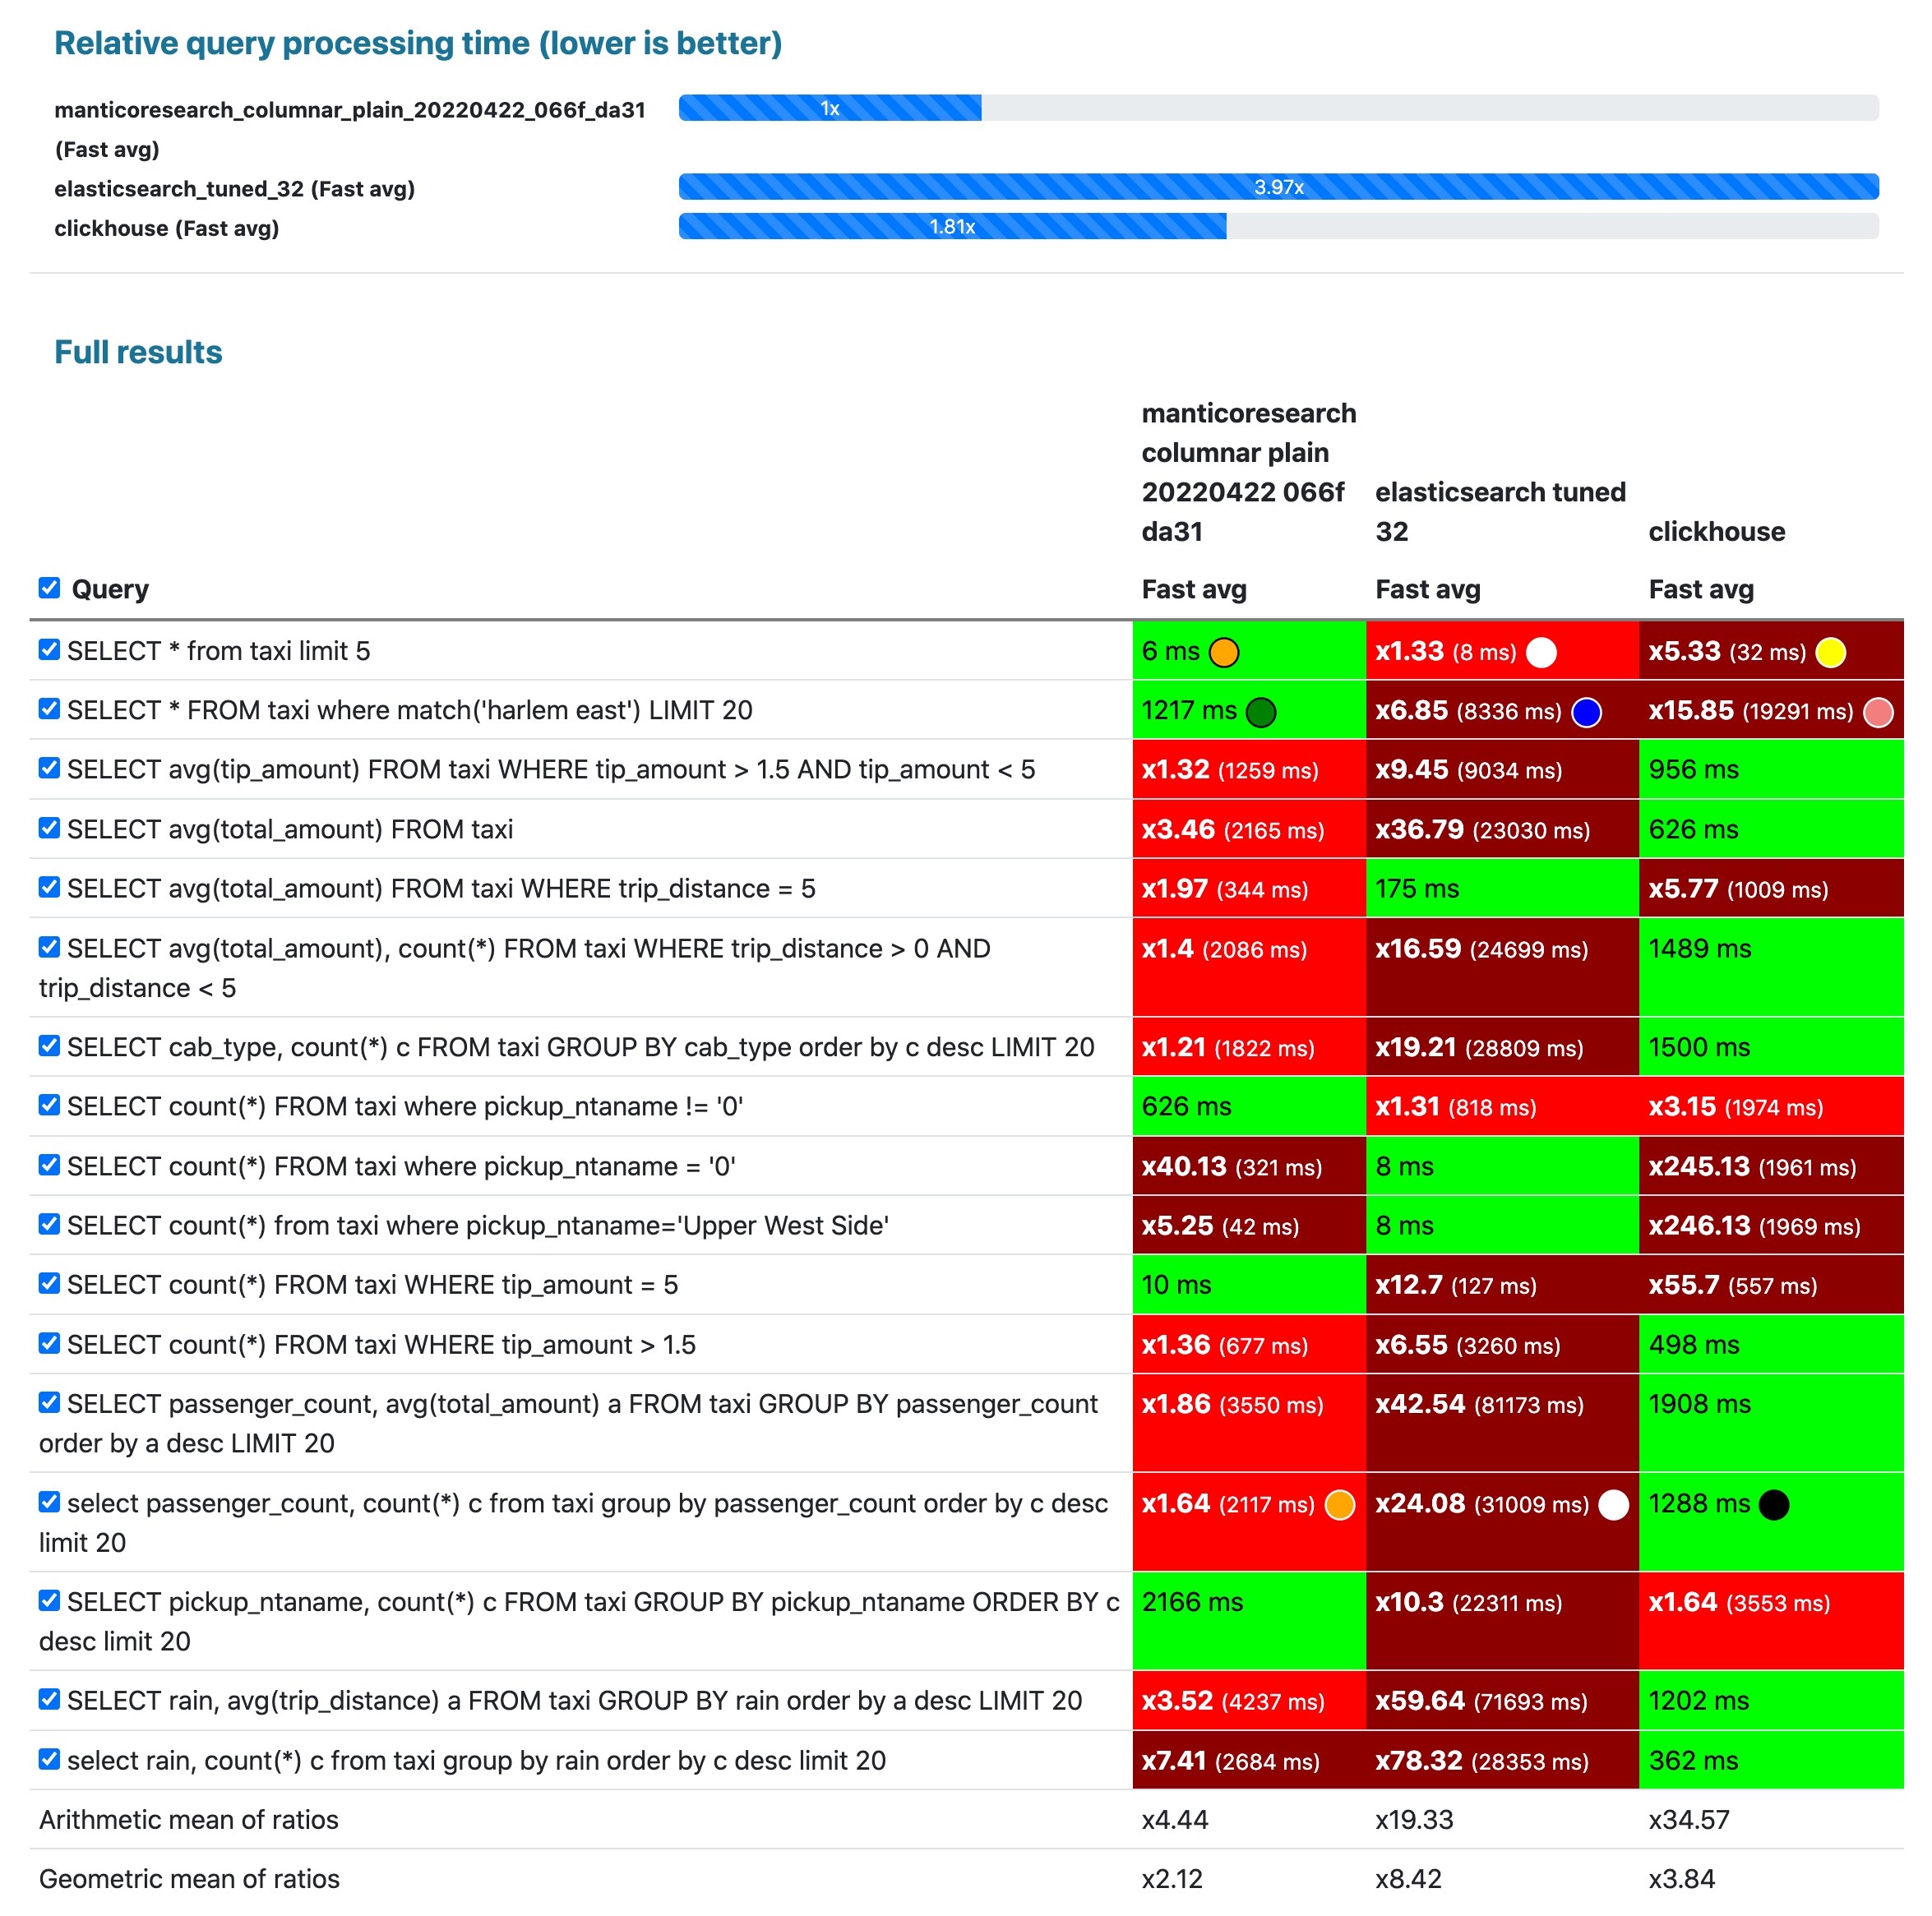 Relative query processing time (lower is better)
manticoresearch_columnar_plain_20220422_066f_da31
(Fast avg)
1x
elasticsearch_tuned_32 (Fast avg)
3.97x
clickhouse (Fast avg)
1.81x
Full results
manticoresearch
columnar plain
20220422 066f
da31
elasticsearch tuned
32
clickhouse
Query Fast avg Fast avg Fast avg
SELECT * from taxi limit 5 6 ms x1.33 (8 ms) x5.33 (32 ms)
SELECT * FROM taxi where match('harlem east') LIMIT 20 1217 ms x6.85 (8336 ms) x15.85 (19291 ms)
SELECT avg(tip_amount) FROM taxi WHERE tip_amount > 1.5 AND tip_amount < 5 x1.32 (1259 ms) x9.45 (9034 ms) 956 ms
SELECT avg(total_amount) FROM taxi x3.46 (2165 ms) x36.79 (23030 ms) 626 ms
SELECT avg(total_amount) FROM taxi WHERE trip_distance = 5 x1.97 (344 ms) 175 ms x5.77 (1009 ms)
SELECT avg(total_amount), count(*) FROM taxi WHERE trip_distance > 0 AND x1.4 (2086 ms) x16.59 (24699 ms) 1489 ms
trip_distance < 5
SELECT cab_type, count(*) c FROM taxi GROUP BY cab_type order by c desc LIMIT 20 x1.21 (1822 ms) x19.21 (28809 ms) 1500 ms
SELECT count(*) FROM taxi where pickup_ntaname != '0' 626 ms x1.31 (818 ms) x3.15 (1974 ms)
SELECT count(*) FROM taxi where pickup_ntaname = '0' x40.13 (321 ms) 8 ms x245.13 (1961 ms)
SELECT count(*) from taxi where pickup_ntaname='Upper West Side' x5.25 (42 ms) 8 ms x246.13 (1969 ms)
SELECT count(*) FROM taxi WHERE tip_amount = 5 10 ms x12.7 (127 ms) x55.7 (557 ms)
SELECT count(*) FROM taxi WHERE tip_amount > 1.5 x1.36 (677 ms) x6.55 (3260 ms) 498 ms
SELECT passenger_count, avg(total_amount) a FROM taxi GROUP BY passenger_count x1.86 (3550 ms) x42.54 (81173 ms) 1908 ms
order by a desc LIMIT 20
select passenger_count, count(*) c from taxi group by passenger_count order by c desc x1.64 (2117 ms) x24.08 (31009 ms) 1288 ms
limit 20
SELECT pickup_ntaname, count(*) c FROM taxi GROUP BY pickup_ntaname ORDER BY c 2166 ms x10.3 (22311 ms) x1.64 (3553 ms)
desc limit 20
SELECT rain, avg(trip_distance) a FROM taxi GROUP BY rain order by a desc LIMIT 20 x3.52 (4237 ms) x59.64 (71693 ms) 1202 ms
select rain, count(*) c from taxi group by rain order by c desc limit 20 x7.41 (2684 ms) x78.32 (28353 ms) 362 ms
Arithmetic mean of ratios x4.44 x19.33 x34.57
Geometric mean of ratios x2.12 x8.42 x3.84